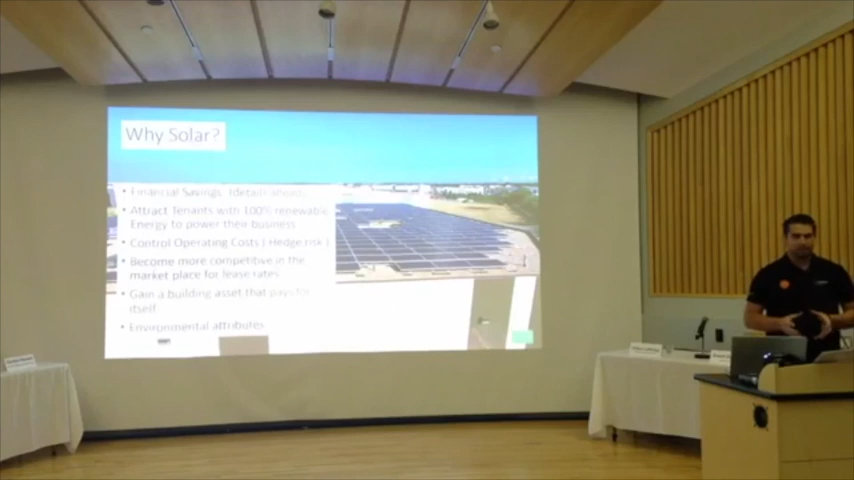 Why Solar?
• Financial Savings
• Attract Tenants with 100% renewable
Energy to power their business
• Control Operating Costs ( Hedge risk )
• Become more competitive in the
market place for lease rates
• Gain a building asset that pays for
itself
• Environmental attributes